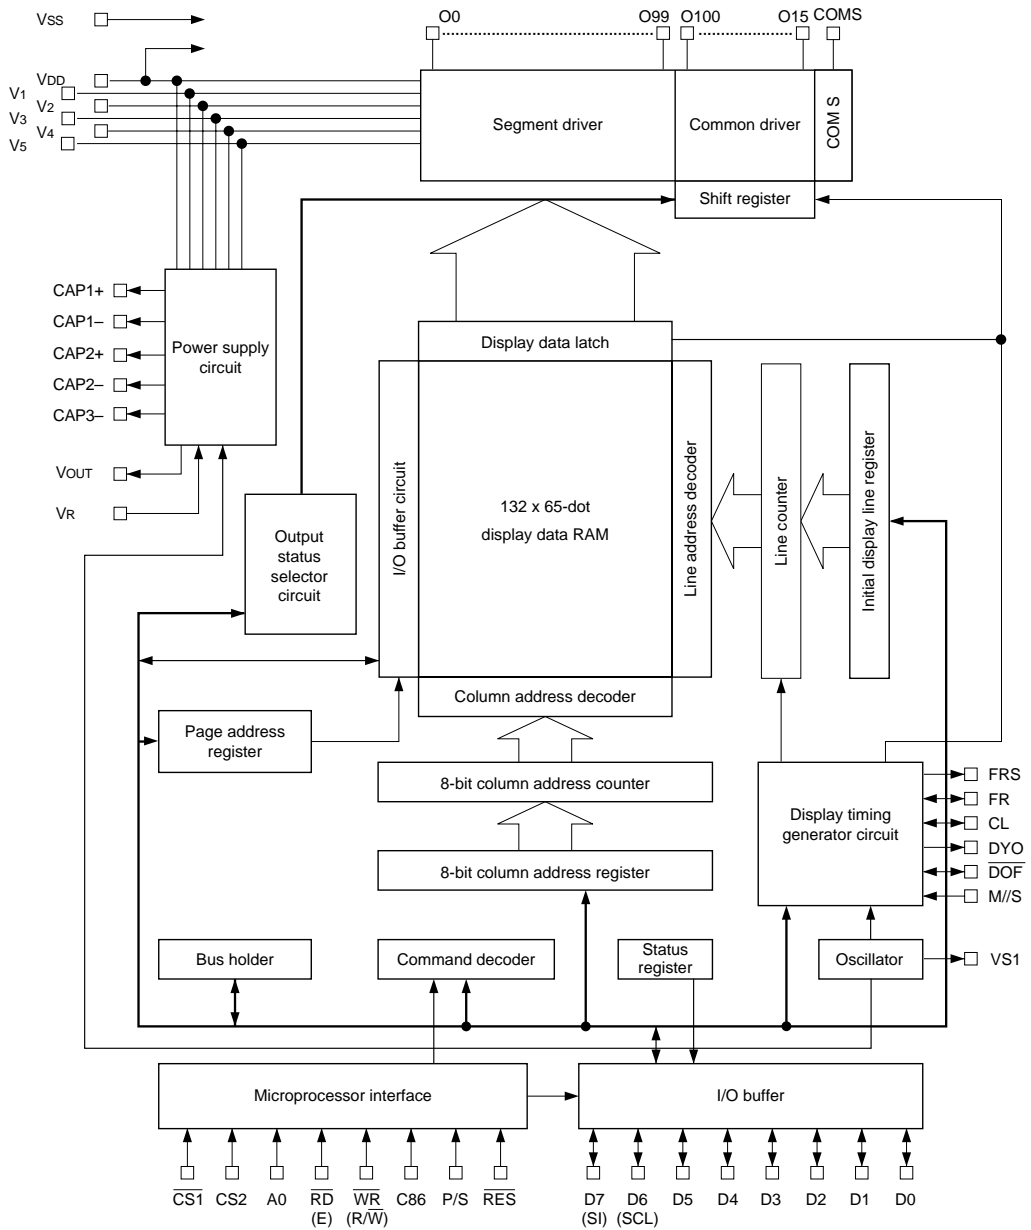 VSS
O0
O99
O100
O15
COMS
VDD
V1
V2
V3
V4
V5
Segment driver
Common driver
COM S
Shift register
CAP1+
CAP1–
CAP2+
CAP2–
CAP3–
VOUT
VR
Power supply
circuit
Display data latch
Output
status
selector
circuit
I/O buffer circuit
132 x 65-dot
display data RAM
Line address decoder
Line counter
Initial display line register
Column address decoder
Page address
register
8-bit column address counter
8-bit column address register
Display timing
generator circuit
FRS
FR
CL
DYO
D̅O̅F̅
M//S
Bus holder
Command decoder
Status
register
Oscillator
VS1
Microprocessor interface
I/O buffer
C̅S̅1̅
CS2
A0
R̅D̅
(E)
W̅R̅
(R/W̅)
C86
P/S
R̅E̅S̅
D7
(SI)
D6
(SCL)
D5
D4
D3
D2
D1
D0